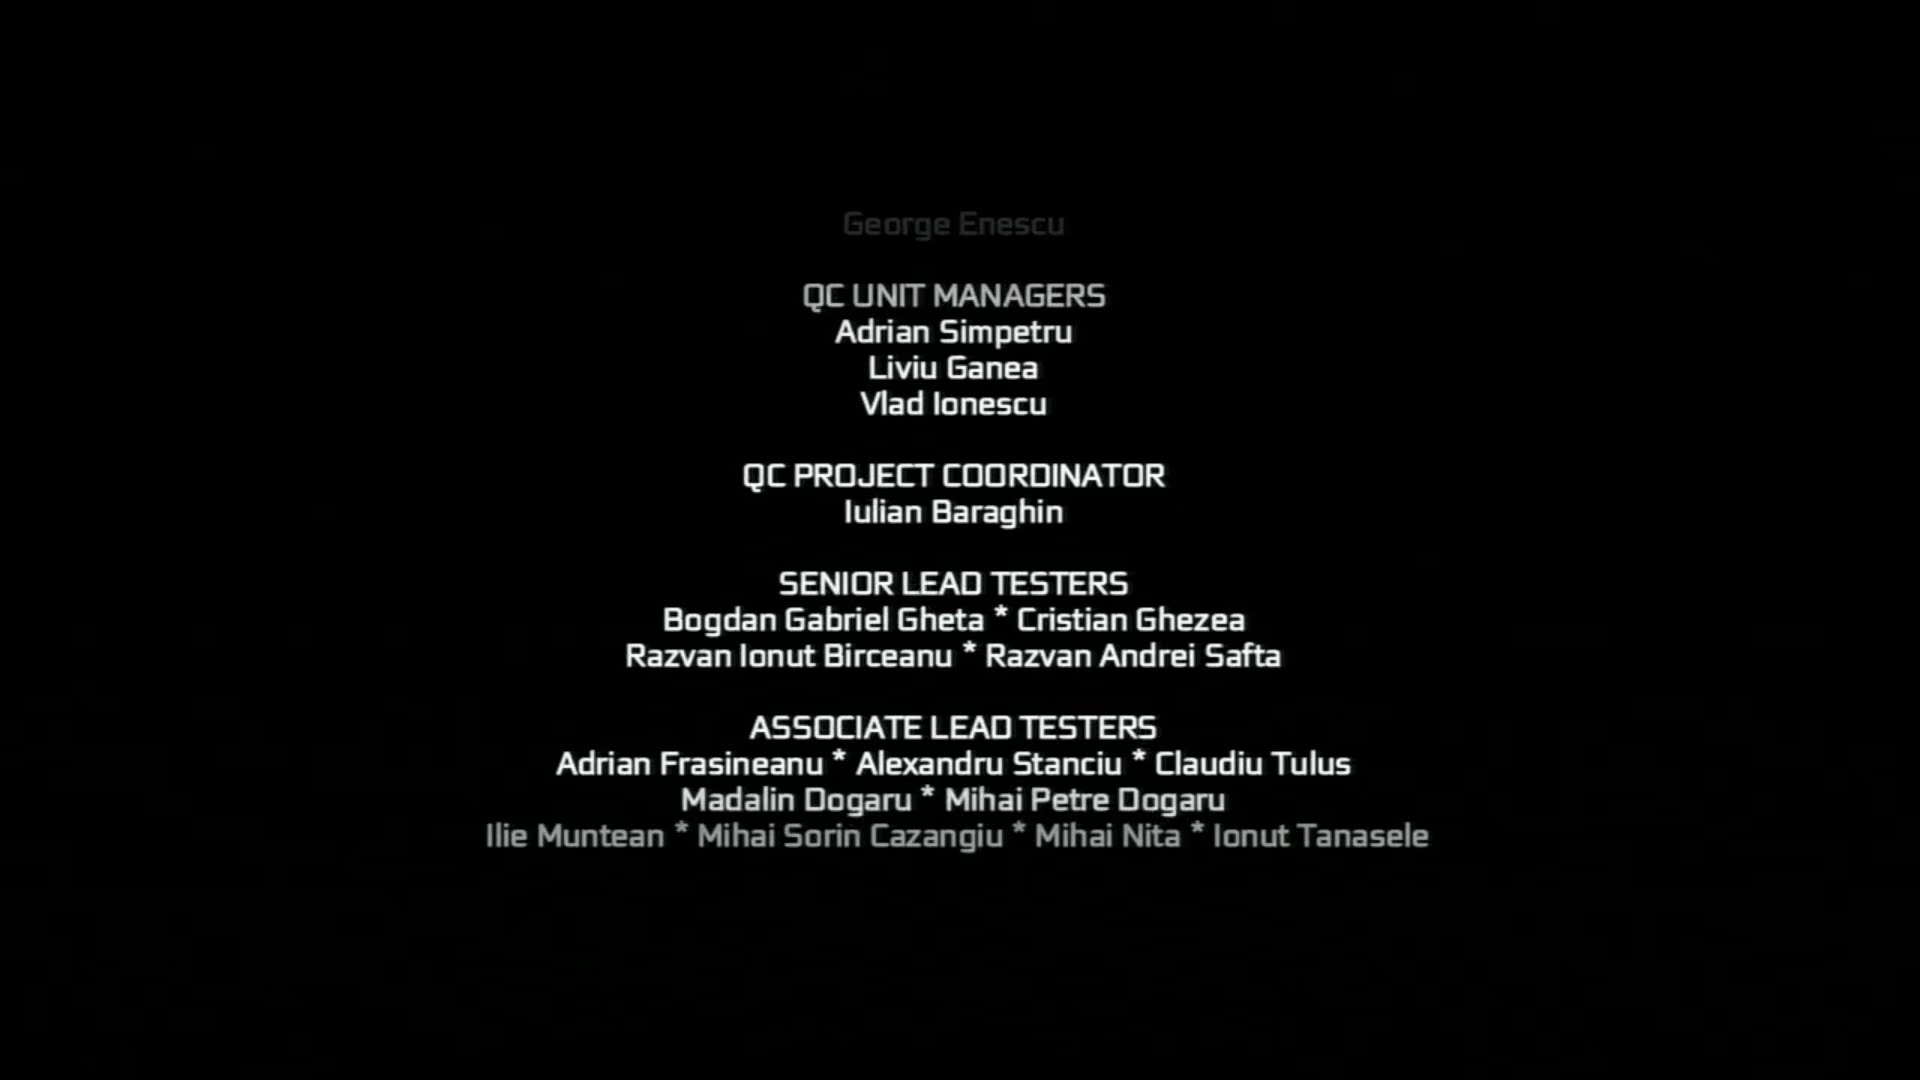 George Enescu
QC UNIT MANAGERS
Adrian Simpetru
Liviu Ganea
Vlad Ionescu
QC PROJECT COORDINATOR
Iulian Baraghin
SENIOR LEAD TESTERS
Bogdan Gabriel Gheta * Cristian Ghezea
Razvan Ionut Birceanu * Razvan Andrei Safta
ASSOCIATE LEAD TESTERS
Adrian Frasineanu * Alexandru Stanciu * Claudiu Tulus
Madalin Dogaru * Mihai Petre Dogaru
Ilie Muntean * Mihai Sorin Cazangiu * Mihai Nita * Ionut Tanasele